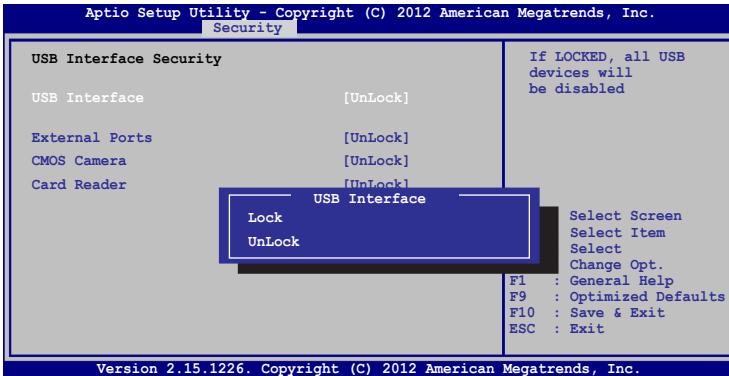 Aptio Setup Utility - Copyright (C) 2012 American Megatrends, Inc.
Security
USB Interface Security
USB Interface [UnLock]
External Ports [UnLock]
CMOS Camera [UnLock]
Card Reader [UnLock]
USB Interface
Lock
UnLock
If LOCKED, all USB
devices will
be disabled
Select Screen
Select Item
Select
Change Opt.
F1 : General Help
F9 : Optimized Defaults
F10 : Save & Exit
ESC : Exit
Version 2.15.1226. Copyright (C) 2012 American Megatrends, Inc.